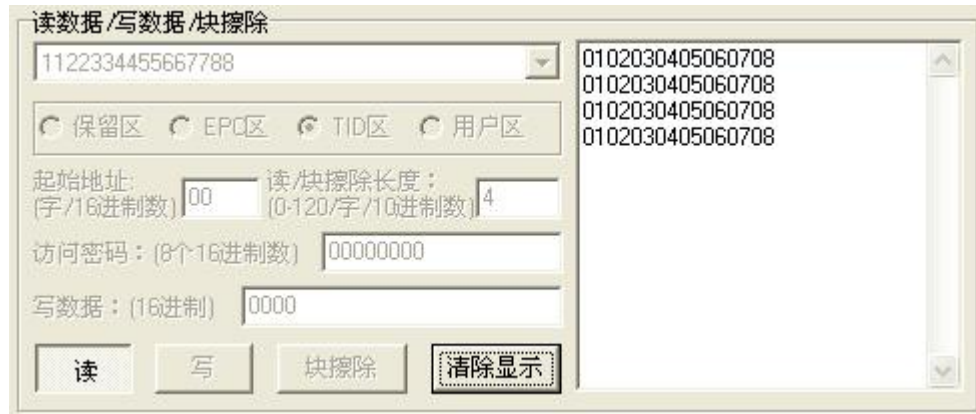 读数据/写数据/块擦除
1122334455667788
保留区 EPC区 TID区 用户区
起始地址:
(字/16进制数)
00
读/块擦除长度：
(0-120/字/10进制数)
4
访问密码：(8个16进制数)
00000000
写数据：(16进制)
0000
读 写 块擦除 清除显示
0102030405060708
0102030405060708
0102030405060708
0102030405060708